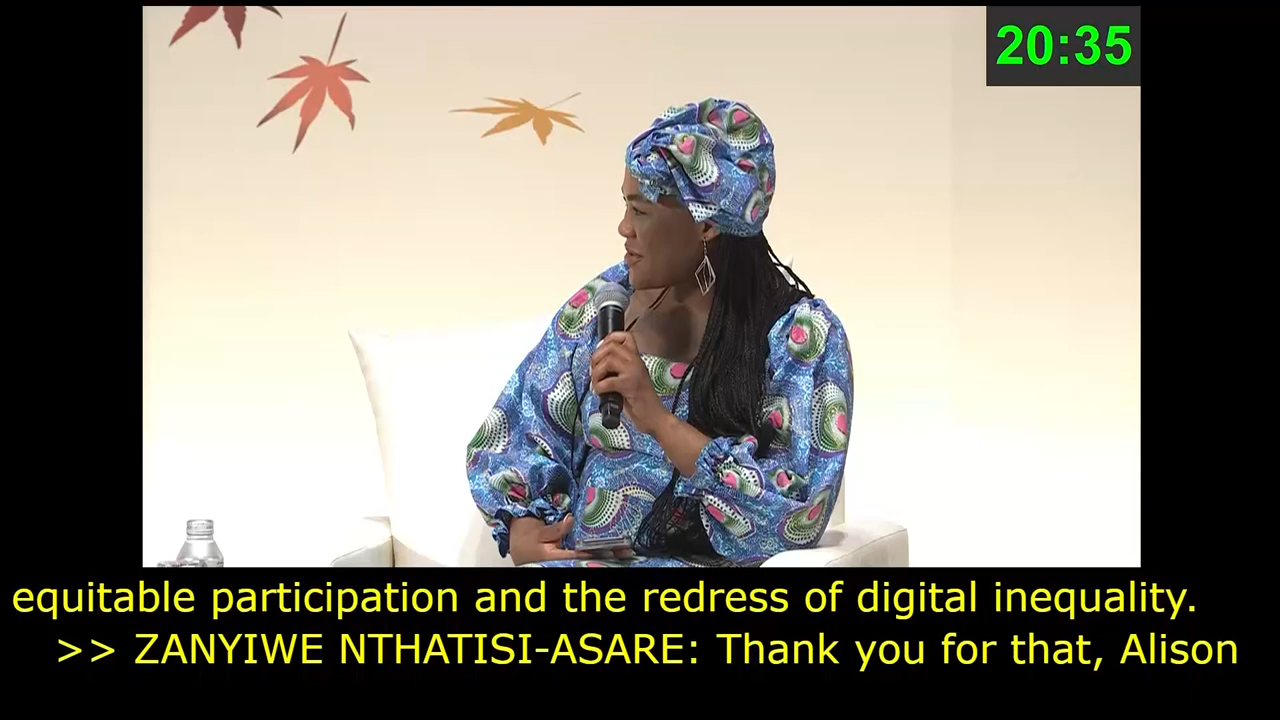 20:35
equitable participation and the redress of digital inequality.
>> ZANYIWE NTHATISI-ASARE: Thank you for that, Alison